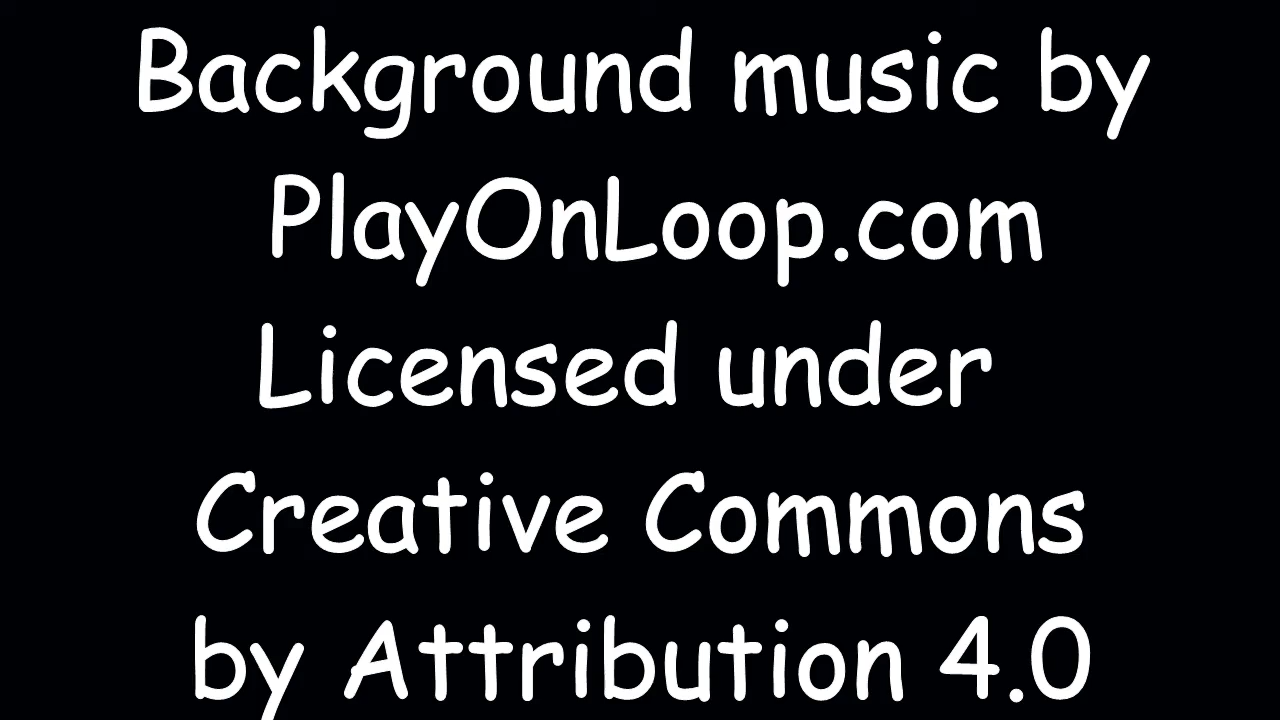 Background music by
PlayOnLoop.com
Licensed under
Creative Commons
by Attribution 4.0